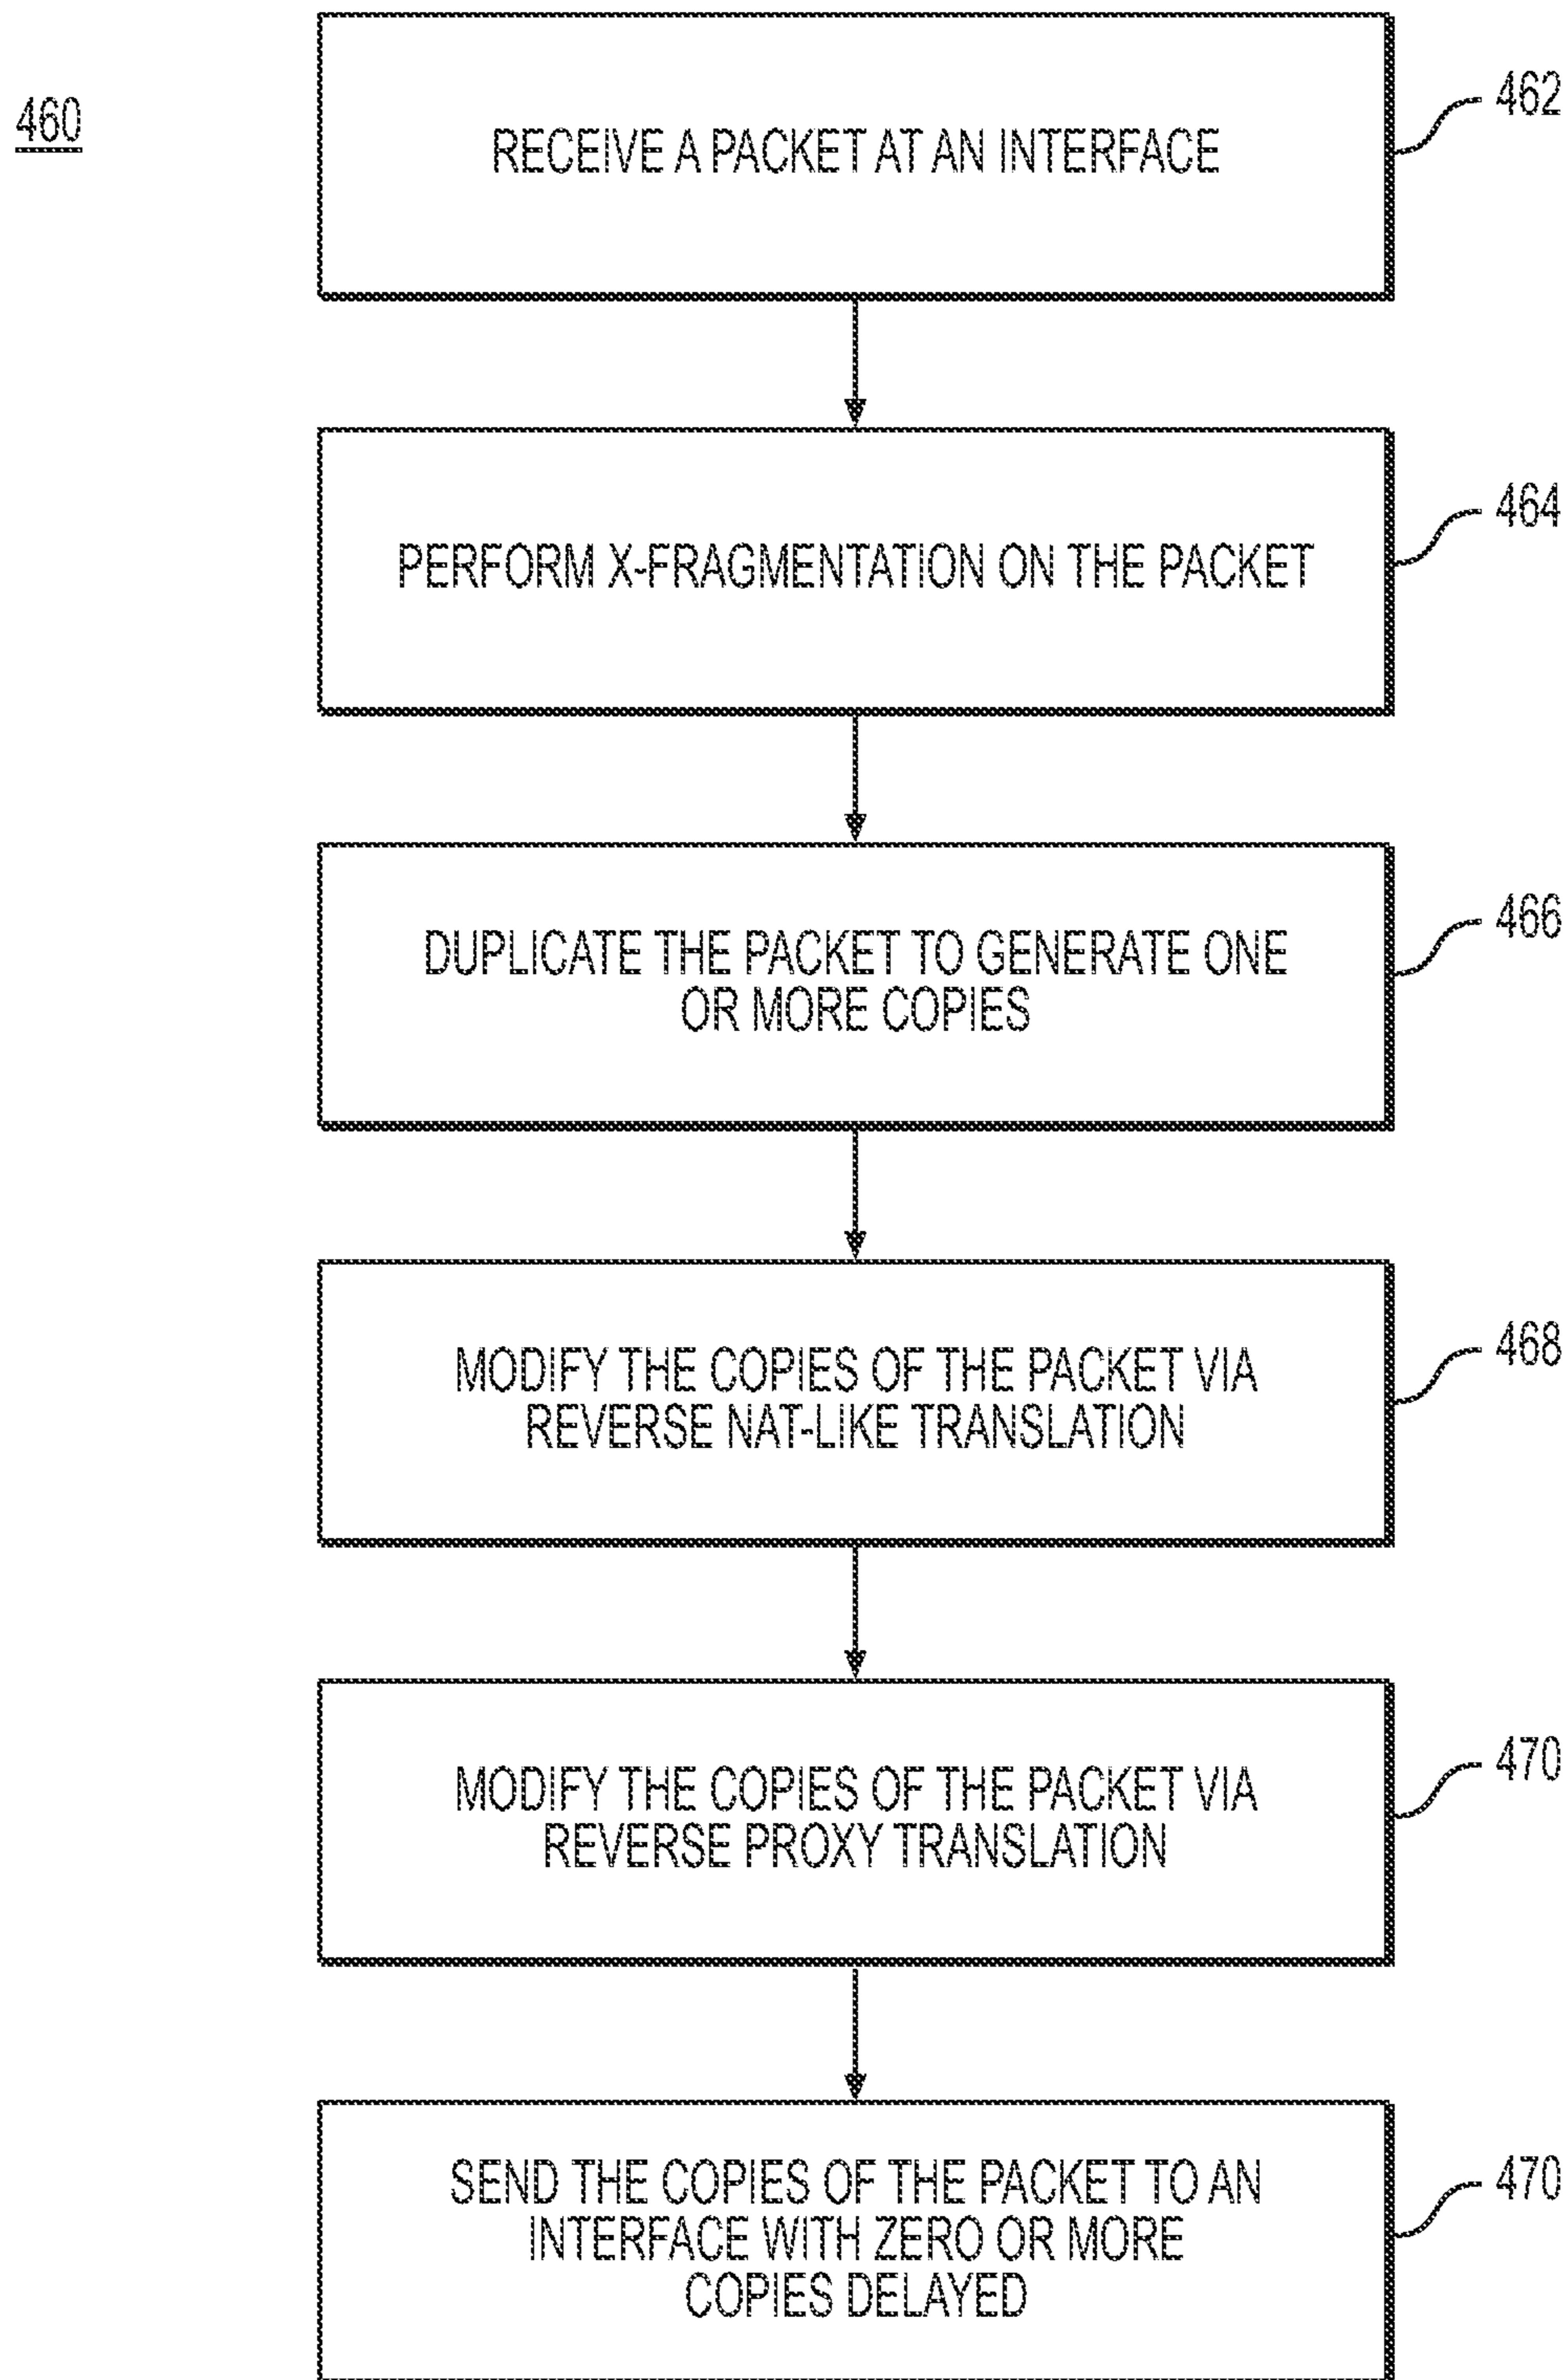 460
RECEIVE A PACKET AT AN INTERFACE
462
PERFORM X-FRAGMENTATION ON THE PACKET
464
DUPLICATE THE PACKET TO GENERATE ONE
OR MORE COPIES
466
MODIFY THE COPIES OF THE PACKET VIA
REVERSE NAT-LIKE TRANSLATION
468
MODIFY THE COPIES OF THE PACKET VIA
REVERSE PROXY TRANSLATION
470
SEND THE COPIES OF THE PACKET TO AN
INTERFACE WITH ZERO OR MORE
COPIES DELAYED
470